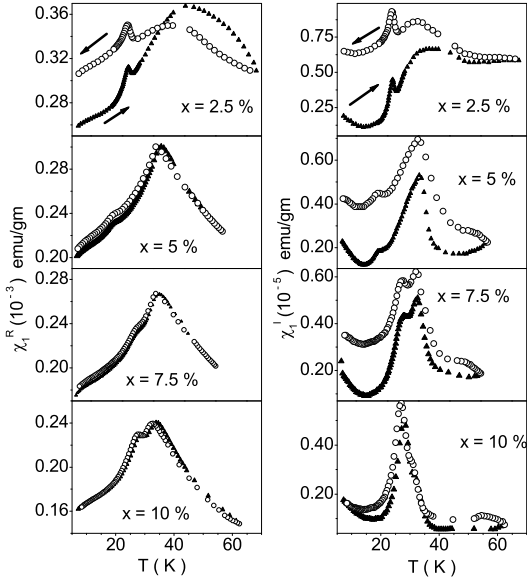 0.36
0.32
0.28
x = 2.5 %
0.28
0.24
0.20
x = 5 %
0.24
0.20
x = 7.5 %
0.24
0.20
0.16
x = 10 %
20 40 60
T ( K )
χ₁ᴿ (10⁻³) emu/gm
0.75
0.50
0.25
x = 2.5 %
0.60
0.40
0.20
x = 5 %
0.60
0.40
0.20
x = 7.5 %
0.40
0.20
x = 10 %
0 20 40 60
T ( K )
χ₁ᴵ (10⁻⁵) emu/gm